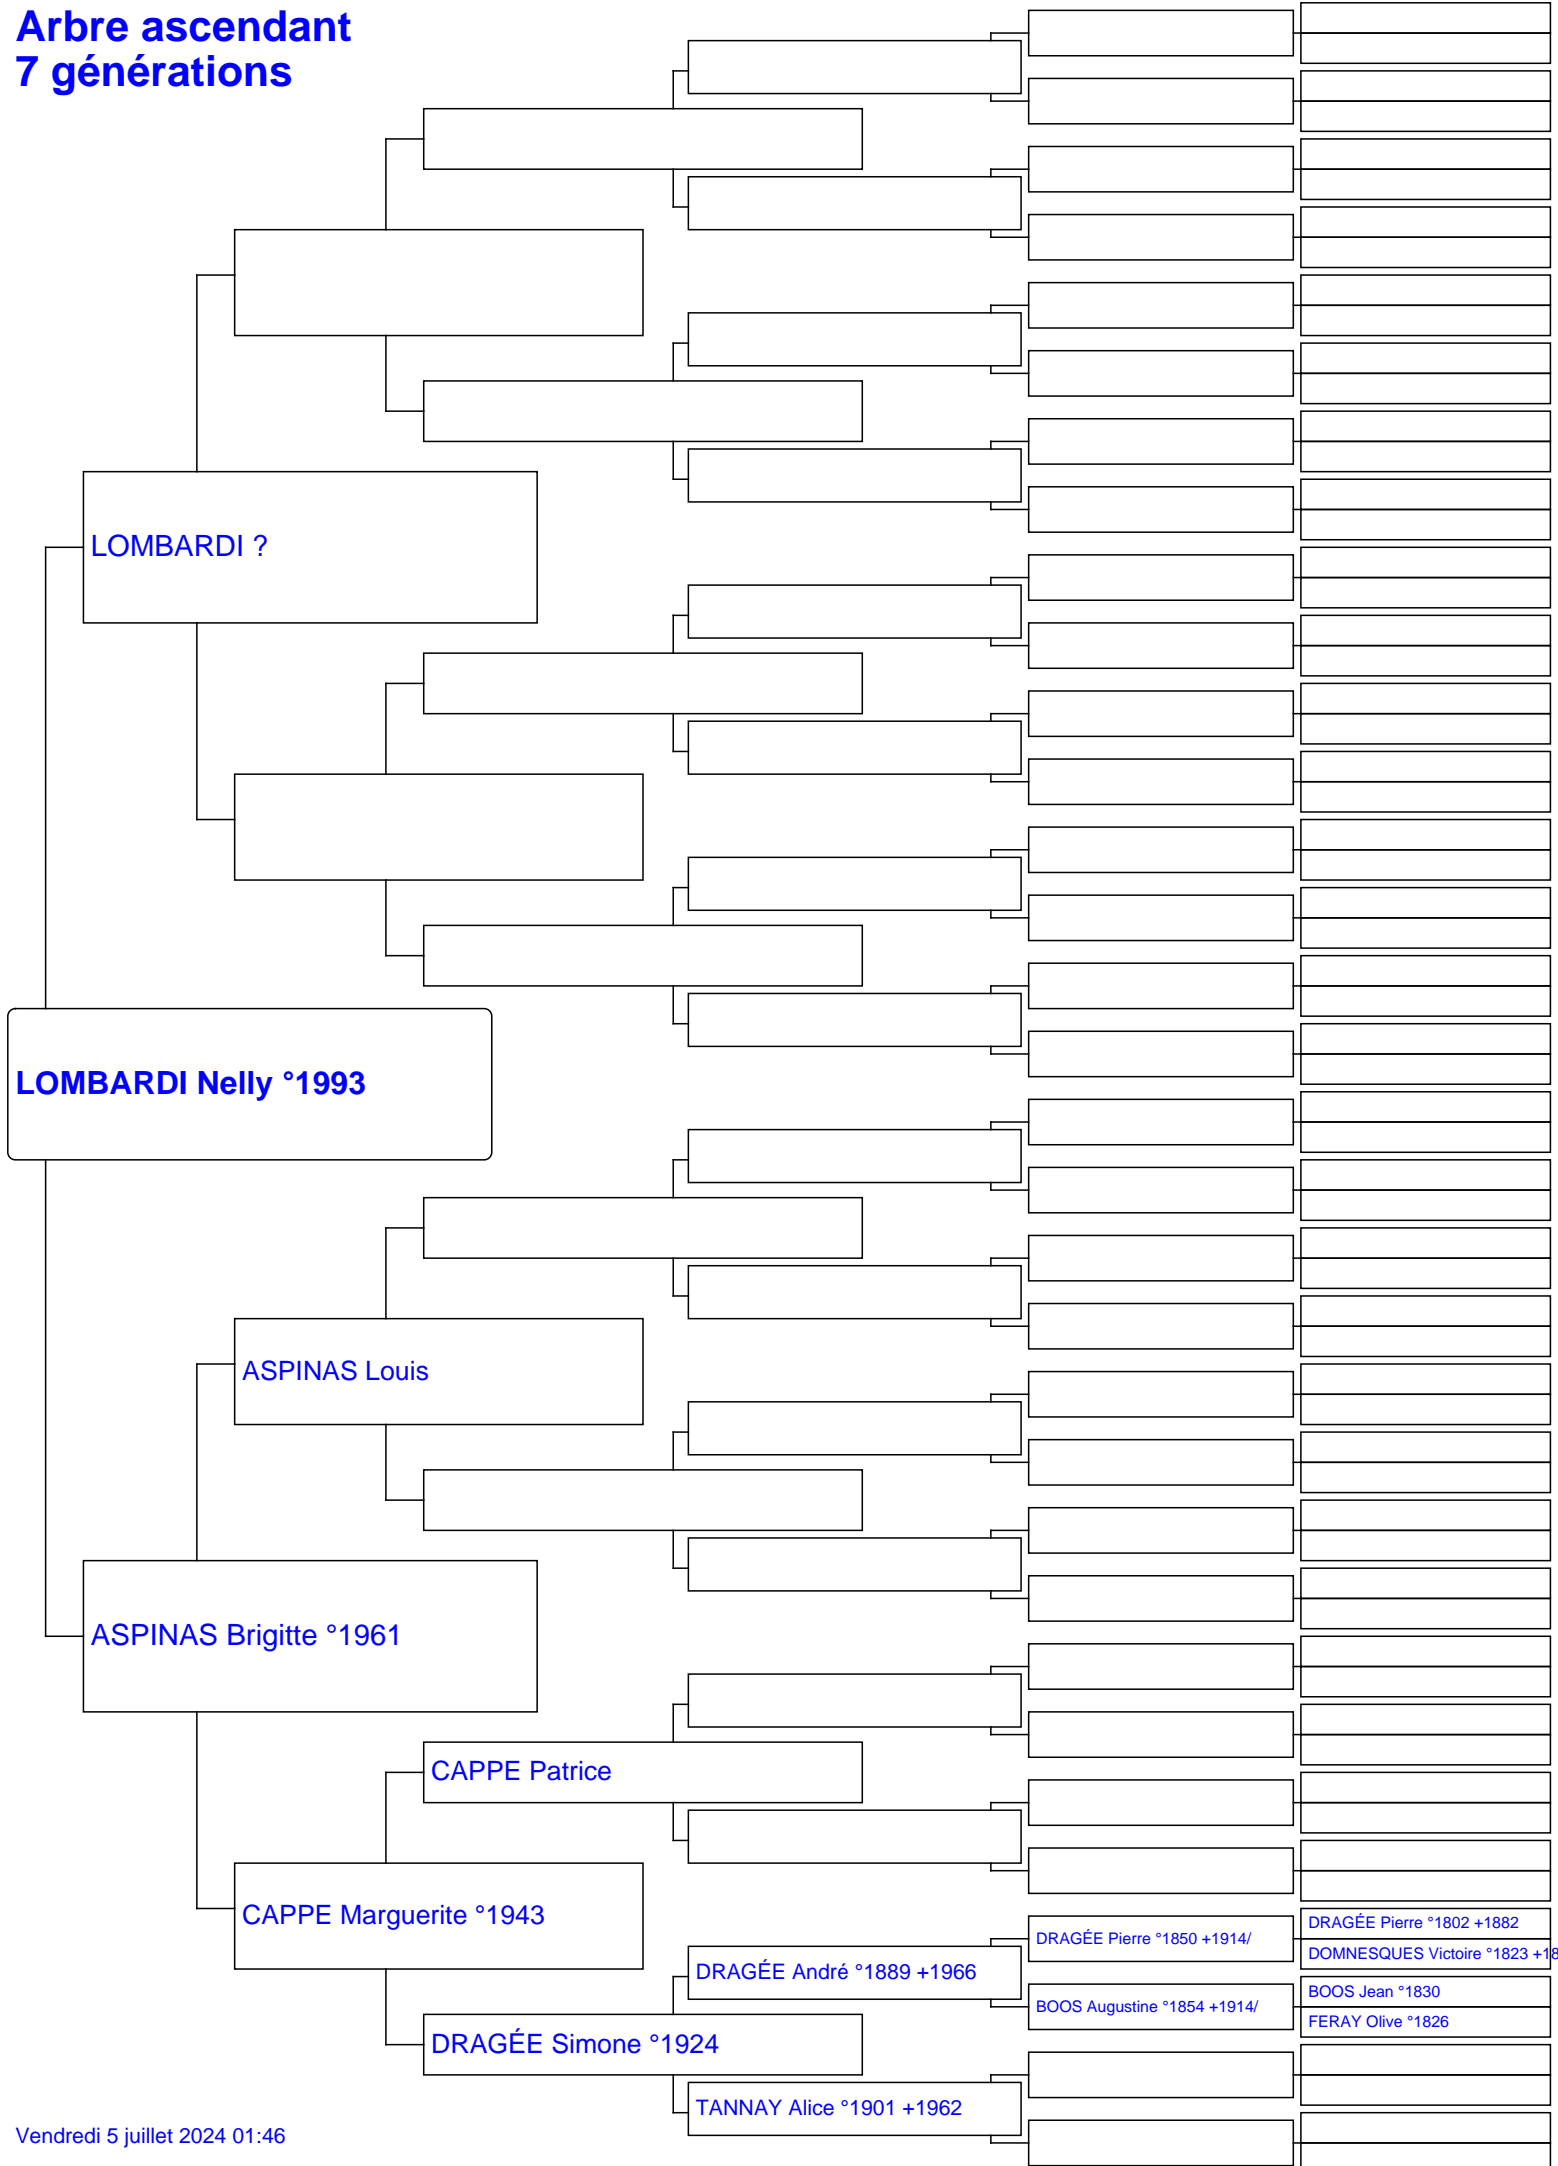 Arbre ascendant
7 générations
LOMBARDI ?
LOMBARDI Nelly °1993
ASPINAS Louis
ASPINAS Brigitte °1961
CAPPE Patrice
CAPPE Marguerite °1943
DRAGÉE Pierre °1802 +1882
DRAGÉE Pierre °1850 +1914/
DOMNESQUES Victoire °1823 +18
DRAGÉE André °1889 +1966
BOOS Jean °1830
BOOS Augustine °1854 +1914/
FERAY Olive °1826
DRAGÉE Simone °1924
TANNAY Alice °1901 +1962
Vendredi 5 juillet 2024 01:46